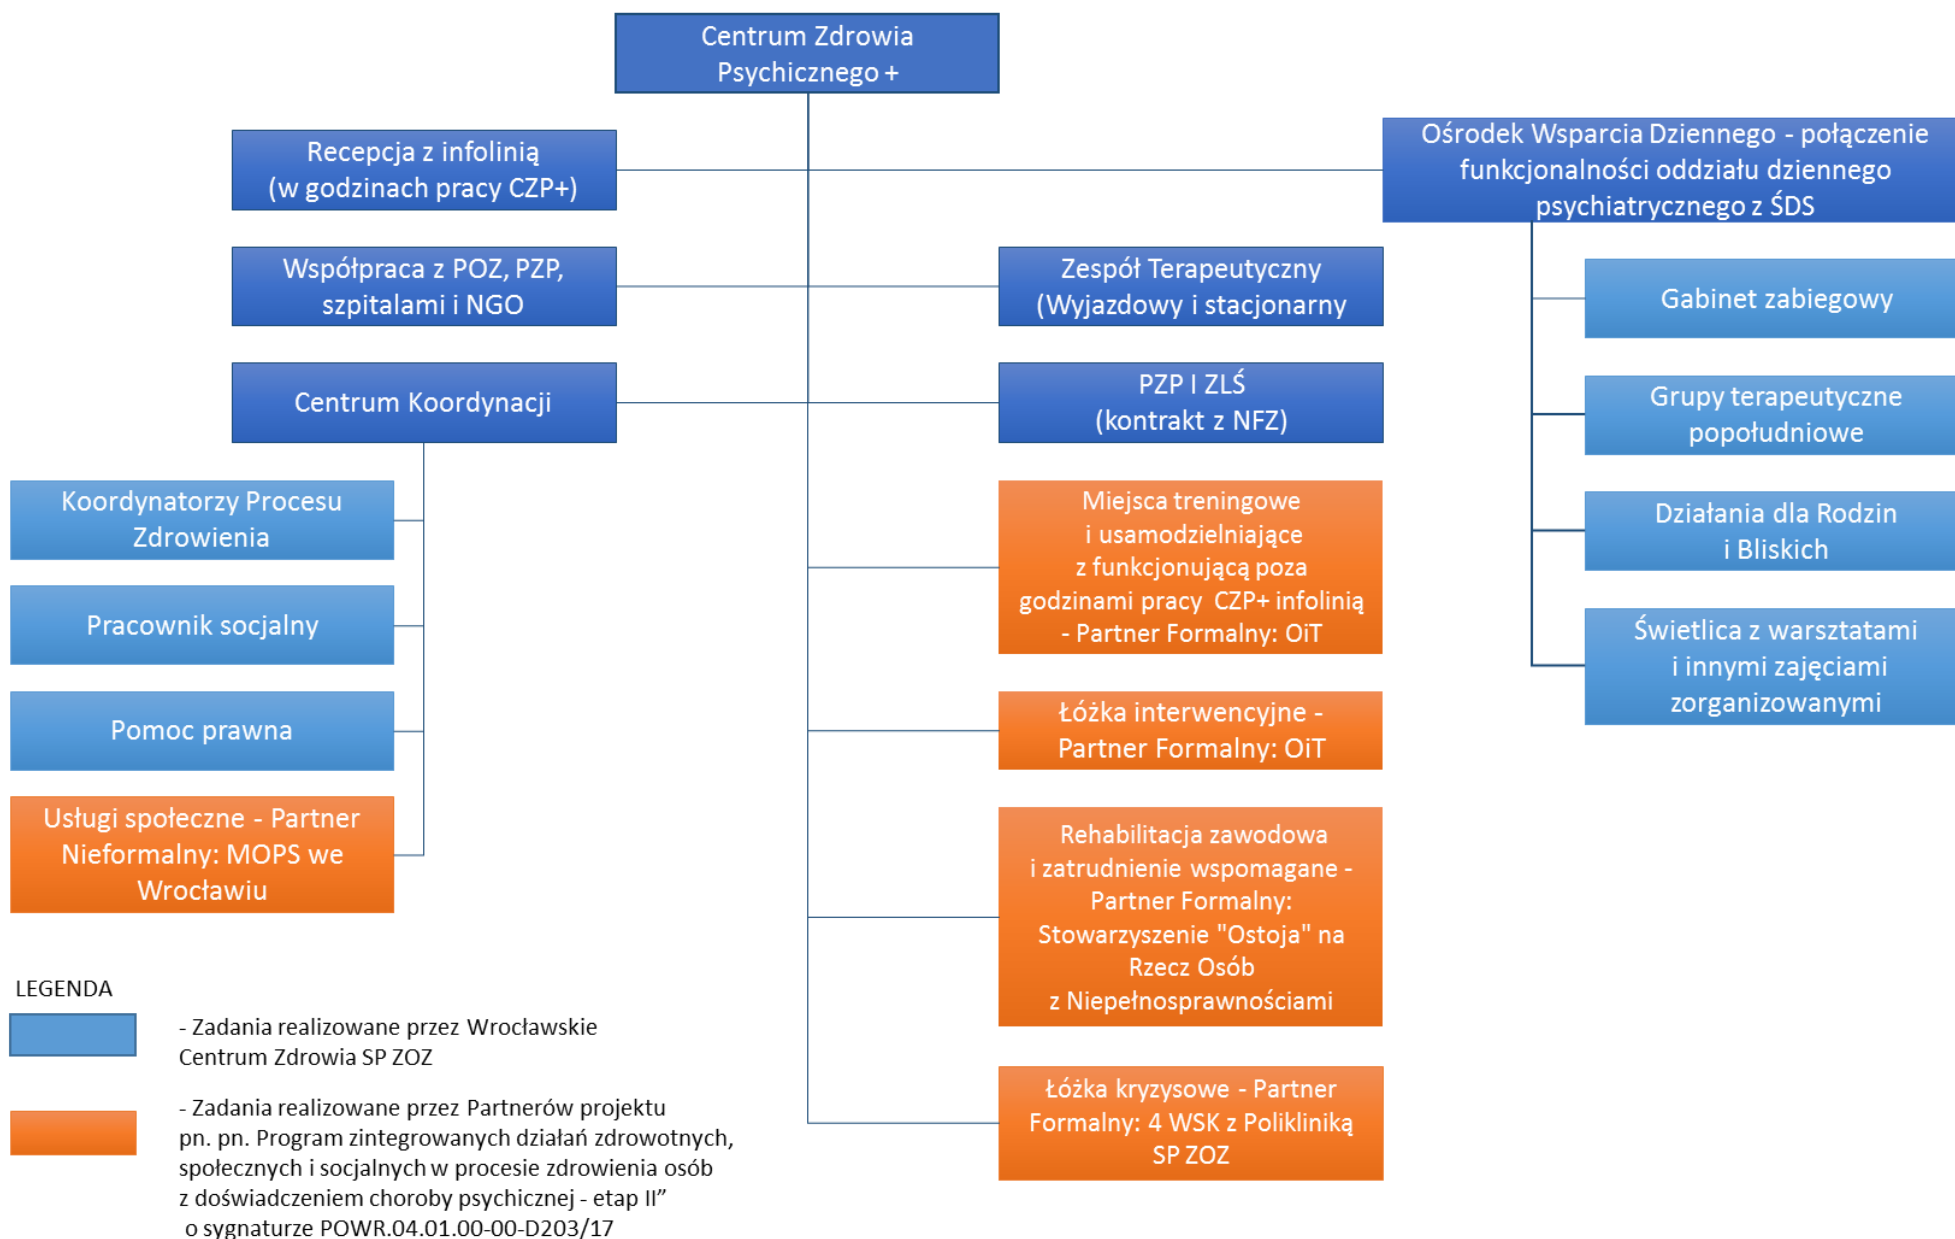 Centrum Zdrowia
Psychicznego +
Recepcja z infolinią
(w godzinach pracy CZP+)
Ośrodek Wsparcia Dziennego - połączenie
funkcjonalności oddziału dziennego
psychiatrycznego z ŚDS
Współpraca z POZ, PZP,
szpitalami i NGO
Zespół Terapeutyczny
(Wyjazdowy i stacjonarny
Gabinet zabiegowy
Centrum Koordynacji
PZP I ZLŚ
(kontrakt z NFZ)
Grupy terapeutyczne
popołudniowe
Koordynatorzy Procesu
Zdrowienia
Miejsca treningowe
i usamodzielniające
z funkcjonującą poza
godzinami pracy CZP+ infolinią
- Partner Formalny: OiT
Działania dla Rodzin
i Bliskich
Pracownik socjalny
Świetlica z warsztatami
i innymi zajęciami
zorganizowanymi
Pomoc prawna
Łóżka interwencyjne -
Partner Formalny: OiT
Usługi społeczne - Partner
Nieformalny: MOPS we
Wrocławiu
Rehabilitacja zawodowa
i zatrudnienie wspomagane -
Partner Formalny:
Stowarzyszenie "Ostoja" na
Rzecz Osób
z Niepełnosprawnościami
Łóżka kryzysowe - Partner
Formalny: 4 WSK z Polikliniką
SP ZOZ
LEGENDA
- Zadania realizowane przez Wrocławskie
Centrum Zdrowia SP ZOZ
- Zadania realizowane przez Partnerów projektu
pn. pn. Program zintegrowanych działań zdrowotnych,
społecznych i socjalnych w procesie zdrowienia osób
z doświadczeniem choroby psychicznej - etap II”
o sygnaturze POWR.04.01.00-00-D203/17